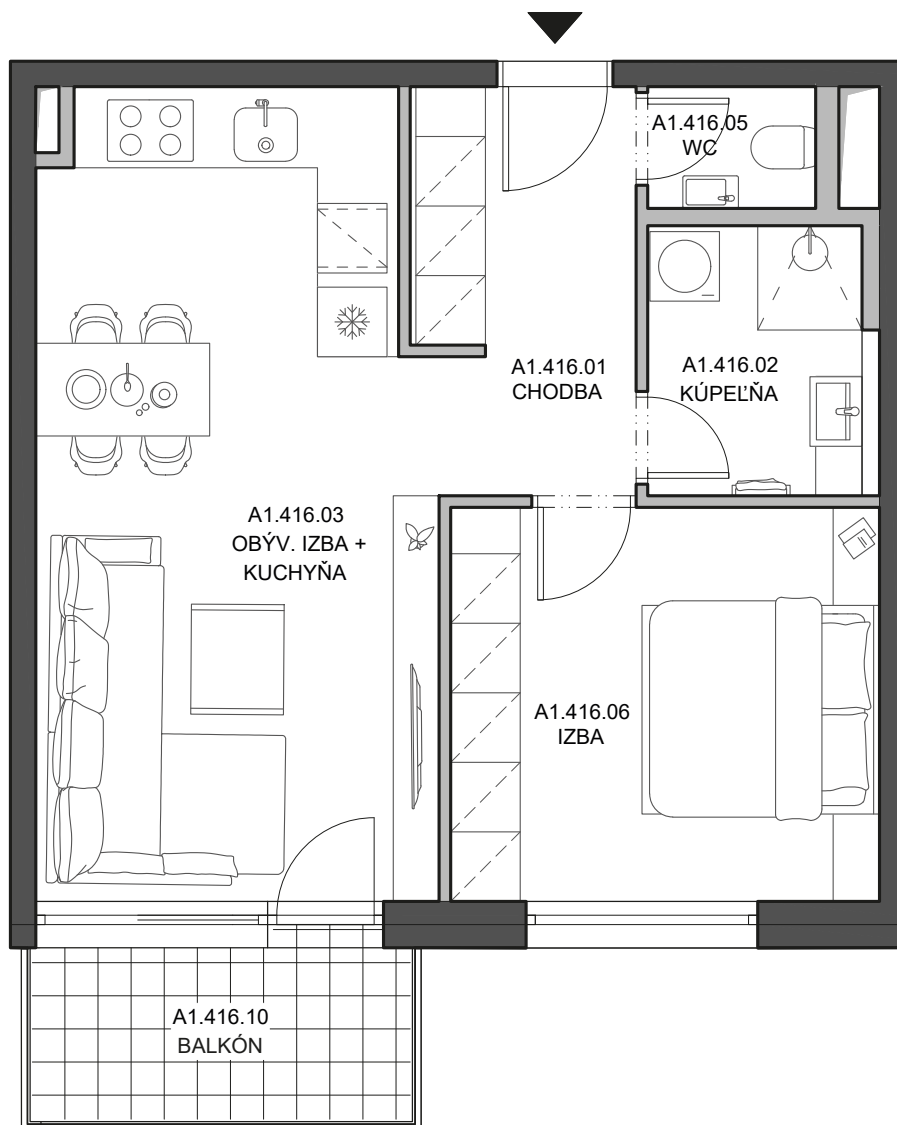 A1.416.05
WC
A1.416.01
CHODBA
A1.416.02
KÚPEĽŇA
A1.416.03
OBÝV. IZBA +
KUCHYŇA
A1.416.06
IZBA
A1.416.10
BALKÓN